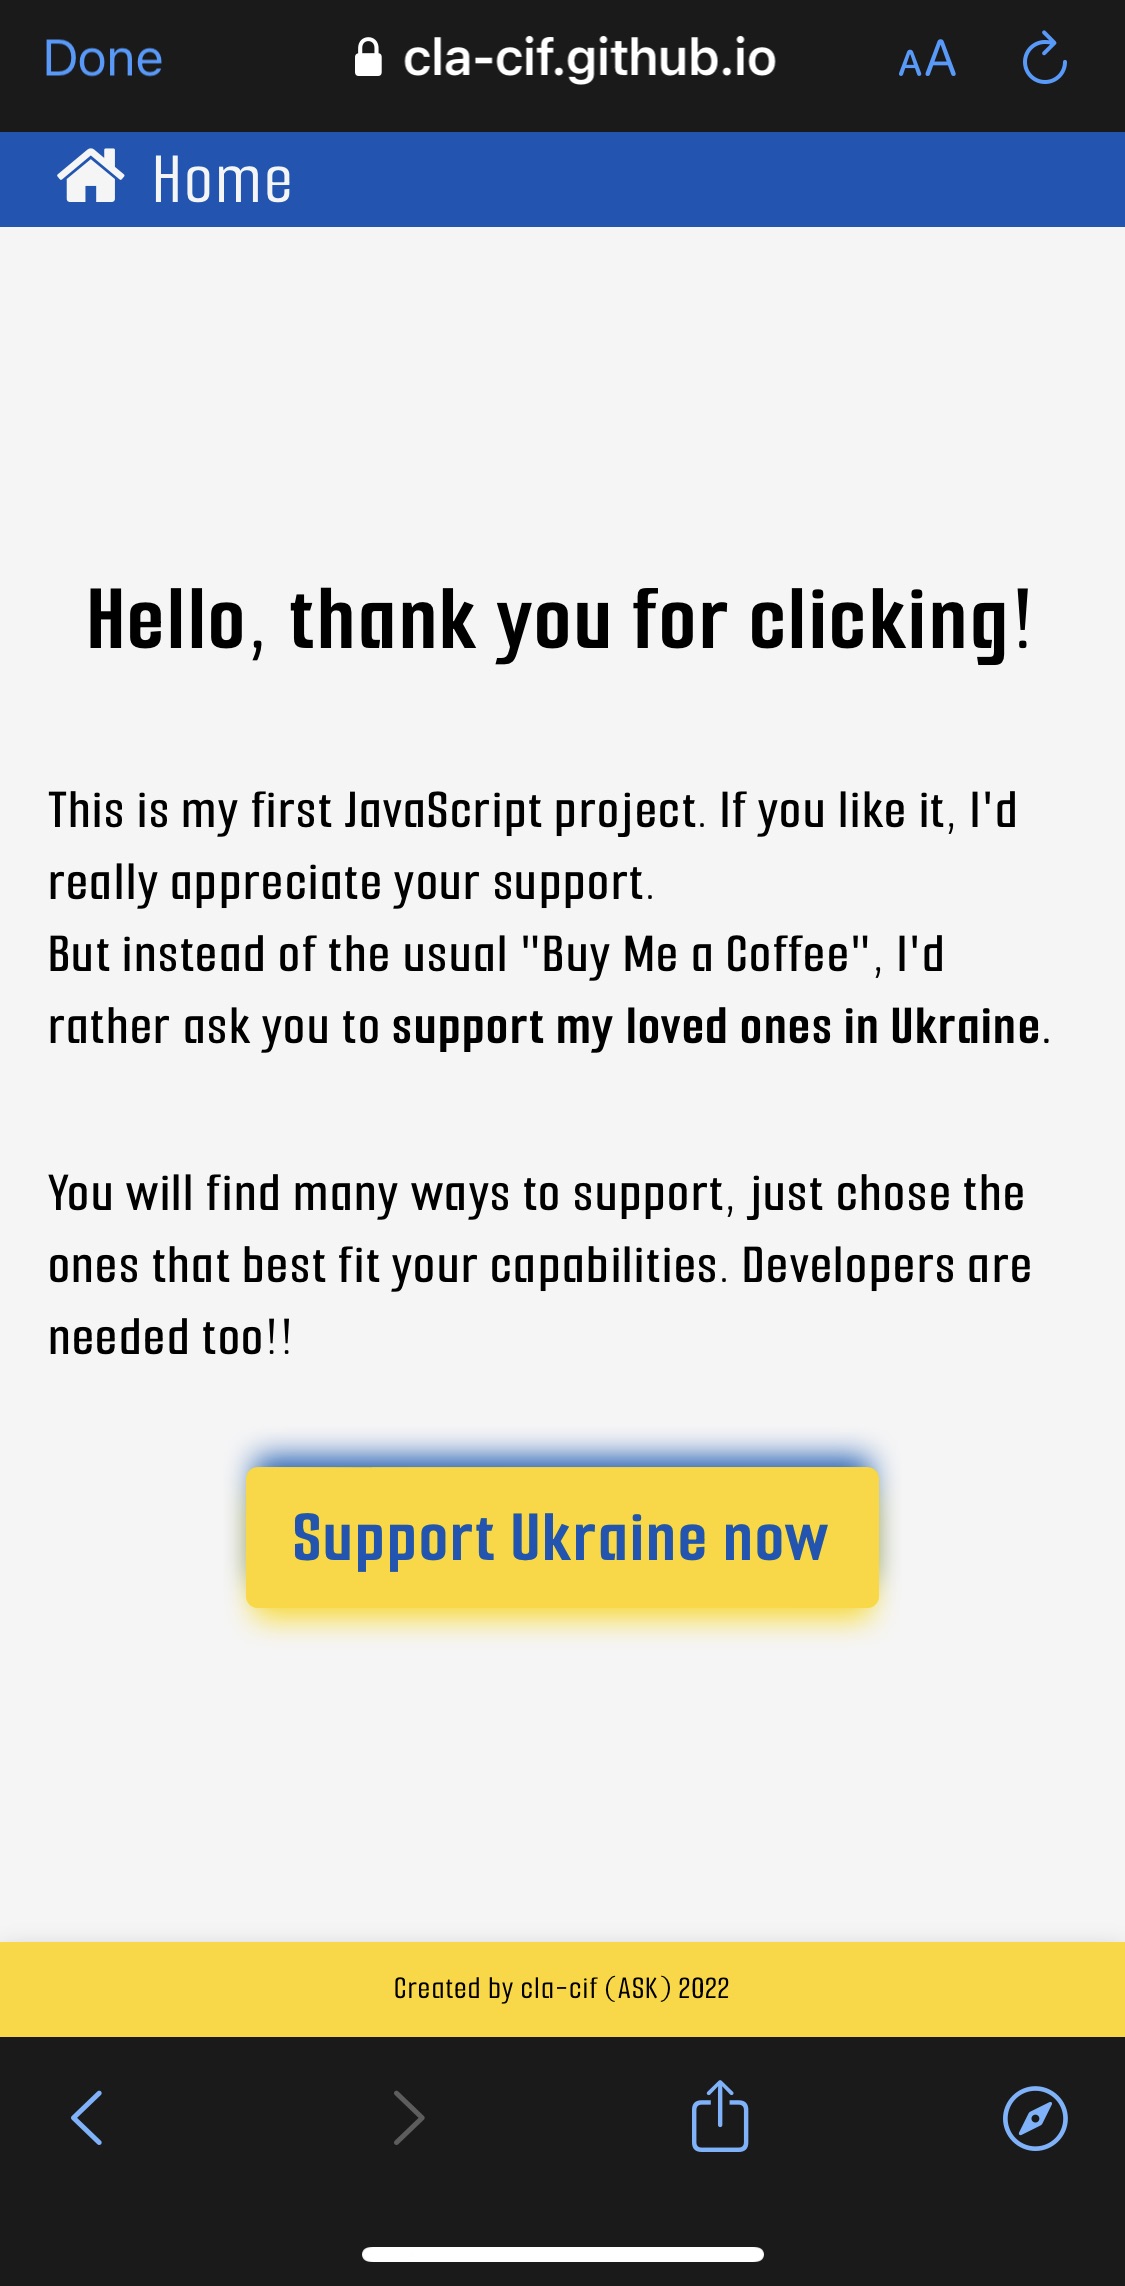 Done cla-cif.github.io AA
Home
Hello, thank you for clicking!
This is my first JavaScript project. If you like it, I'd
really appreciate your support.
But instead of the usual "Buy Me a Coffee", I'd
rather ask you to support my loved ones in Ukraine.
You will find many ways to support, just chose the
ones that best fit your capabilities. Developers are
needed too!!
Support Ukraine now
Created by cla-cif (ASK) 2022